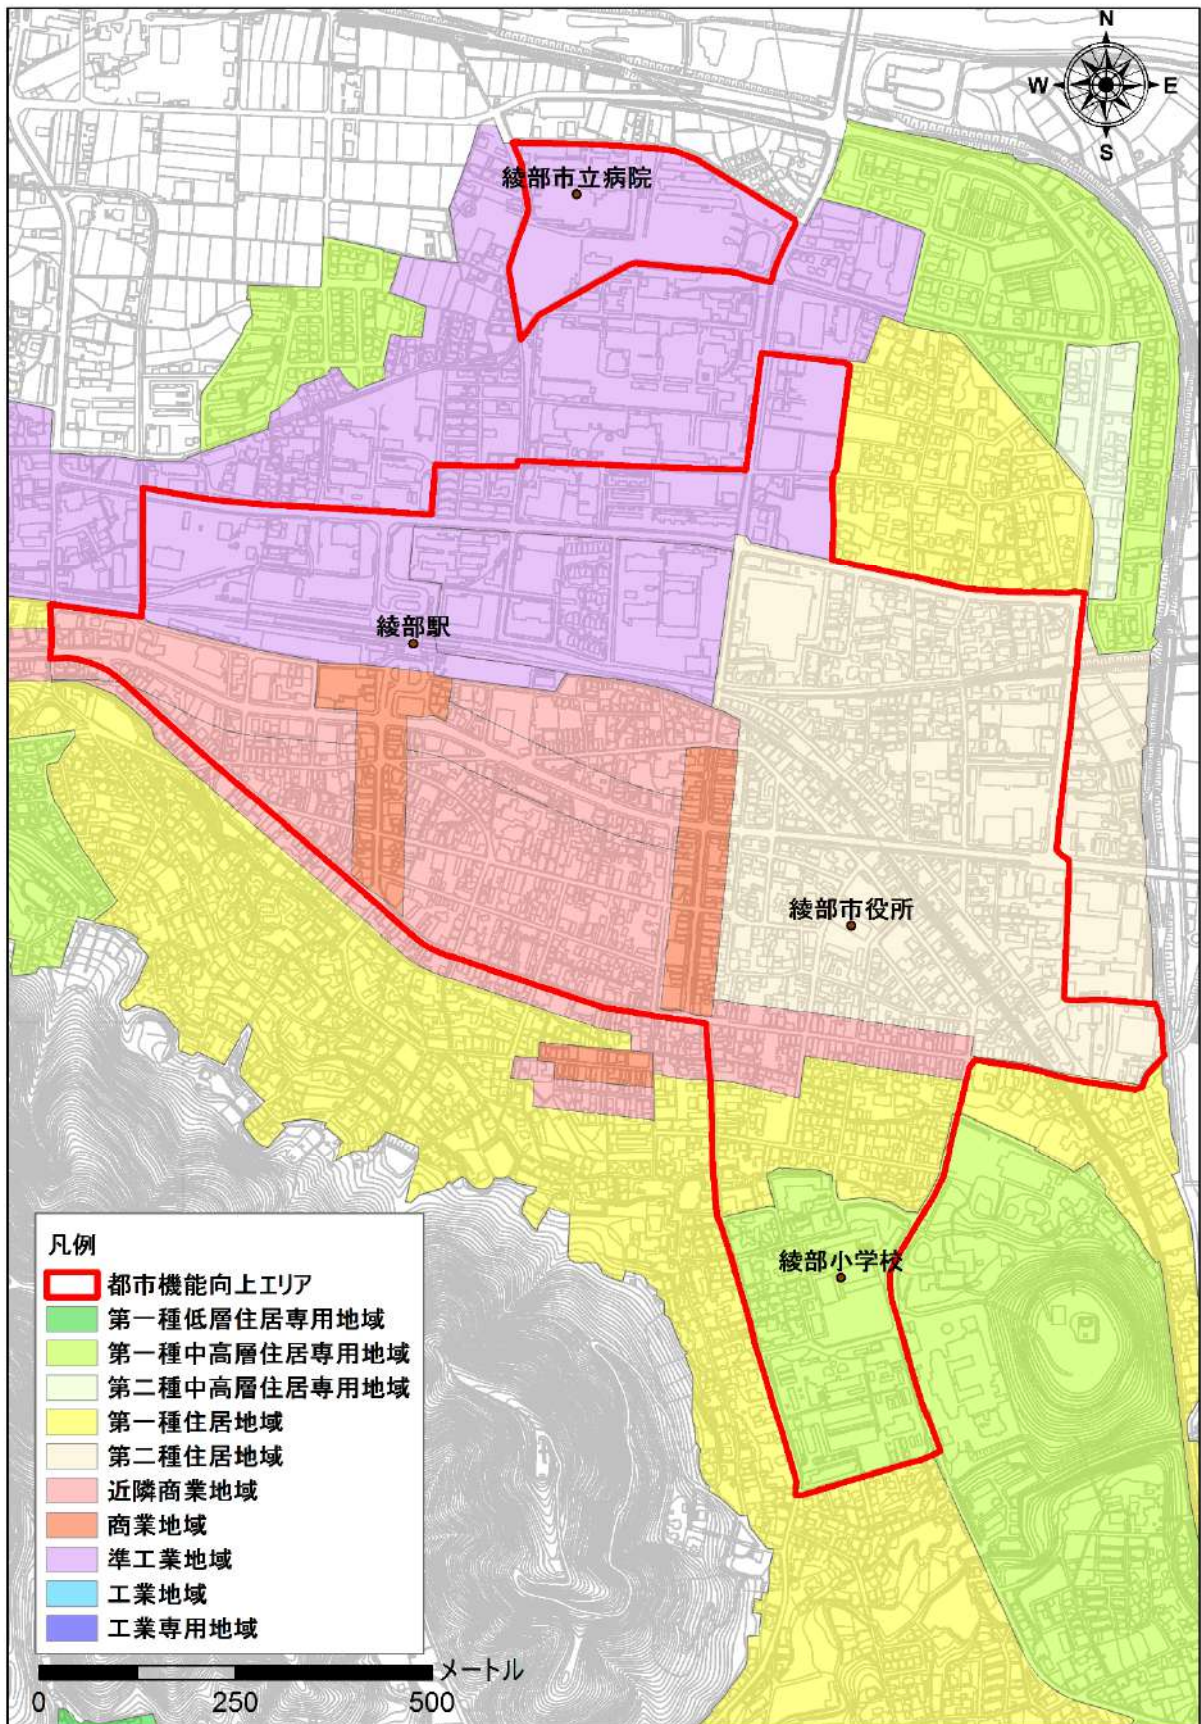 N
W
E
S
綾部市立病院
綾部駅
綾部市役所
綾部小学校
凡例
都市機能向上エリア
第一種低層住居専用地域
第一種中高層住居専用地域
第二種中高層住居専用地域
第一種住居地域
第二種住居地域
近隣商業地域
商業地域
準工業地域
工業地域
工業専用地域
メートル
0 250 500